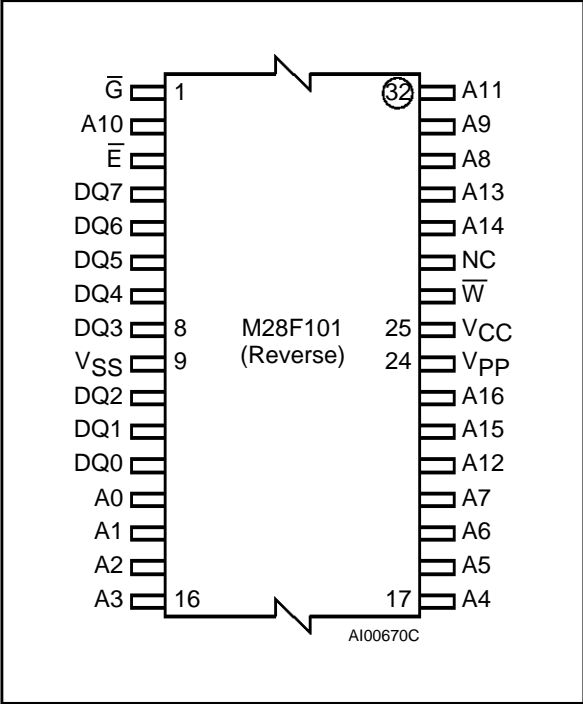 G̅ 1 32 A11
A10 A9
E̅ A8
DQ7 A13
DQ6 A14
DQ5 NC
DQ4 W̅
DQ3 8 M28F101 25 VCC
VSS 9 (Reverse) 24 VPP
DQ2 A16
DQ1 A15
DQ0 A12
A0 A7
A1 A6
A2 A5
A3 16 17 A4
AI00670C